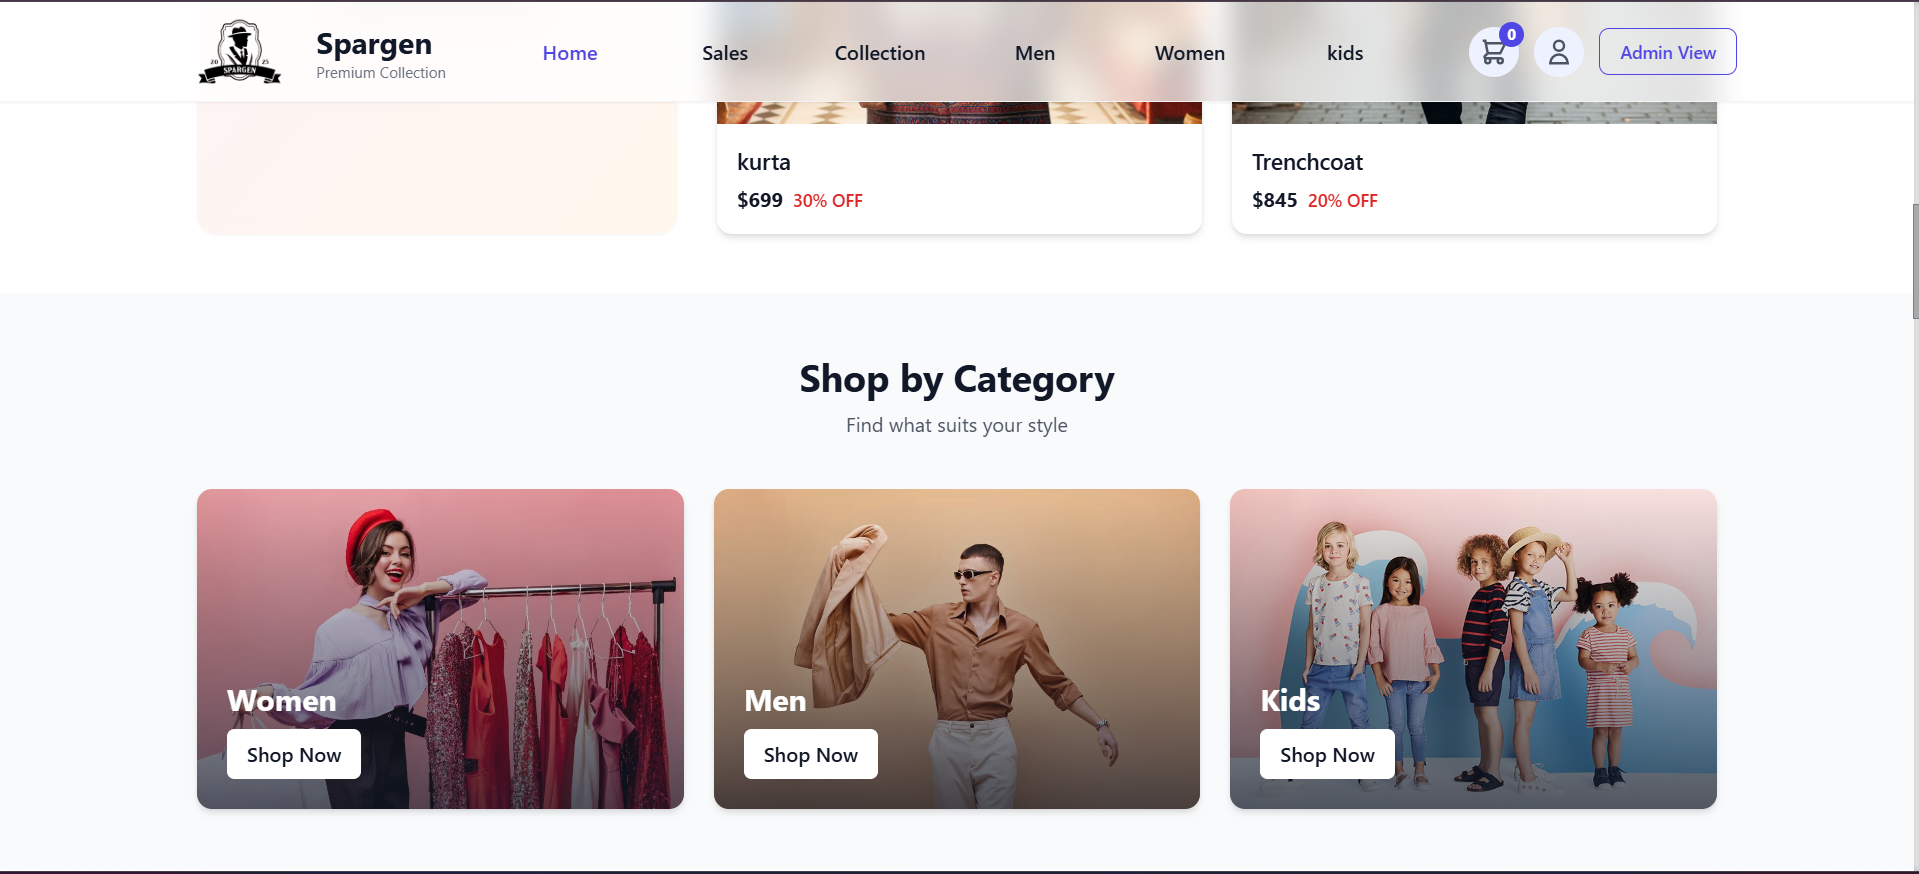 20 25
SPARGEN
Spargen
Premium Collection
Home
Sales
Collection
Men
Women
kids
0
Admin View
kurta
$699 30% OFF
Trenchcoat
$845 20% OFF
Shop by Category
Find what suits your style
Women
Shop Now
Men
Shop Now
Kids
Shop Now